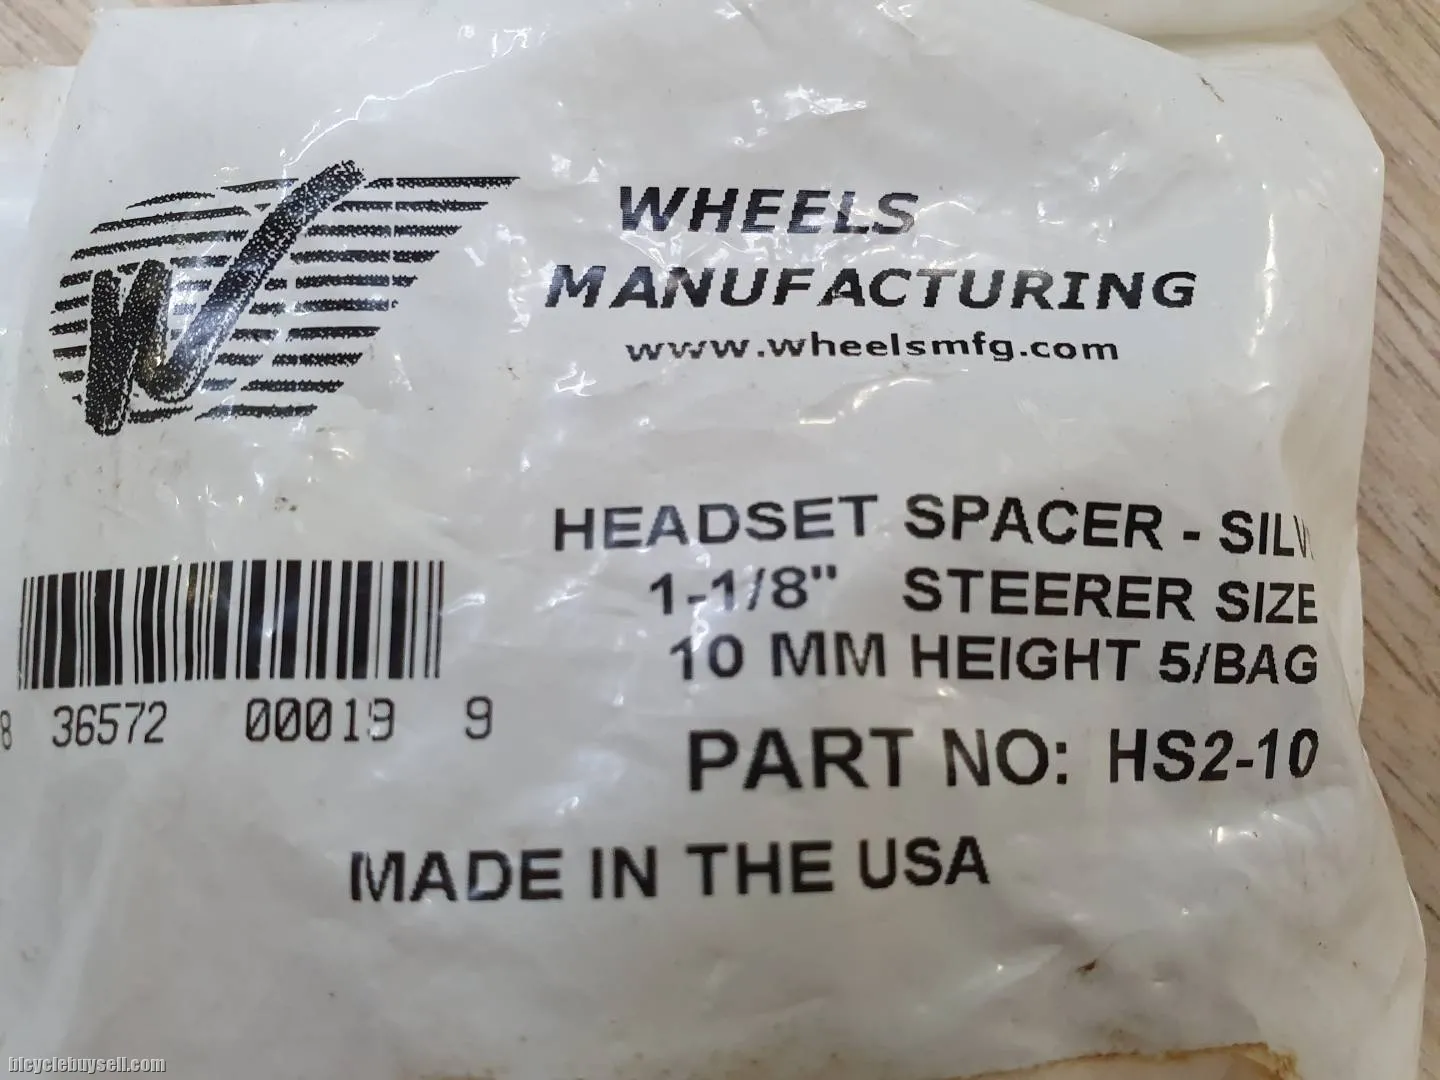 WHEELS
MANUFACTURING
www.wheelsmfg.com
HEADSET SPACER - SILV
1-1/8" STEERER SIZE
10 MM HEIGHT 5/BAG
8 36572 00019 9
PART NO: HS2-10
MADE IN THE USA
bicyclebuysell.com